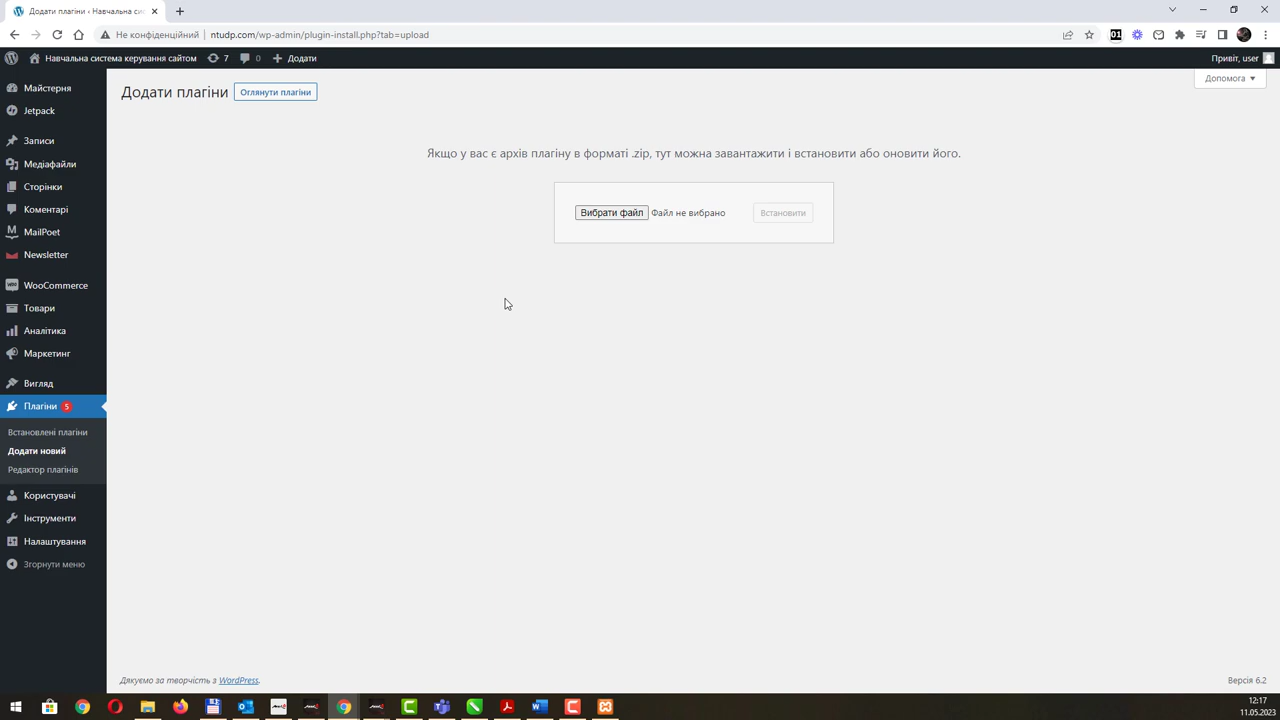 Додати плагіни ‹ Навчальна сис
Не конфіденційний
ntudp.com/wp-admin/plugin-install.php?tab=upload
01
Навчальна система керування сайтом
7
0
Додати
Привіт, user
Допомога
Додати плагіни
Оглянути плагіни
Якщо у вас є архів плагіну в форматі .zip, тут можна завантажити і встановити або оновити його.
Вибрати файл
Файл не вибрано
Встановити
Майстерня
Jetpack
Записи
Медіафайли
Сторінки
Коментарі
MailPoet
Newsletter
WooCommerce
Товари
Аналітика
Маркетинг
Вигляд
Плагіни 5
Встановлені плагіни
Додати новий
Редактор плагінів
Користувачі
Інструменти
Налаштування
Згорнути меню
Дякуємо за творчість з WordPress.
Версія 6.2
12:17
11.05.2023